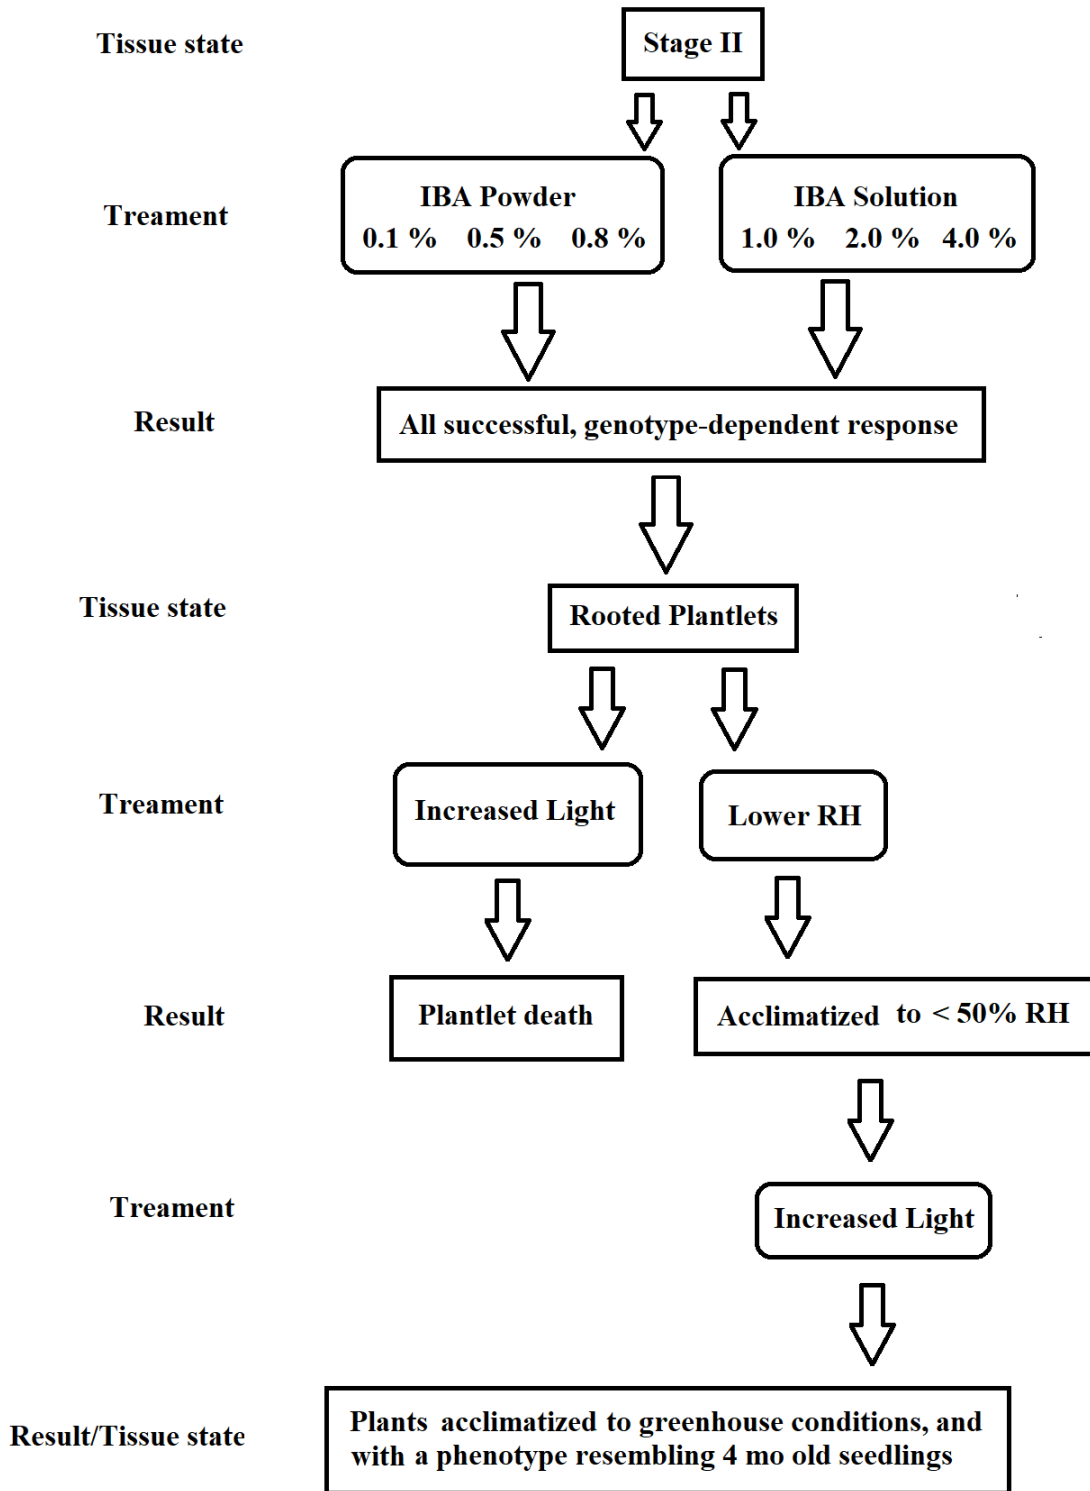 Tissue state
Stage II
Treament
IBA Powder
0.1 % 0.5 % 0.8 %
IBA Solution
1.0 % 2.0 % 4.0 %
Result
All successful, genotype-dependent response
Tissue state
Rooted Plantlets
Treament
Increased Light
Lower RH
Result
Plantlet death
Acclimatized to < 50% RH
Treament
Increased Light
Result/Tissue state
Plants acclimatized to greenhouse conditions, and
with a phenotype resembling 4 mo old seedlings